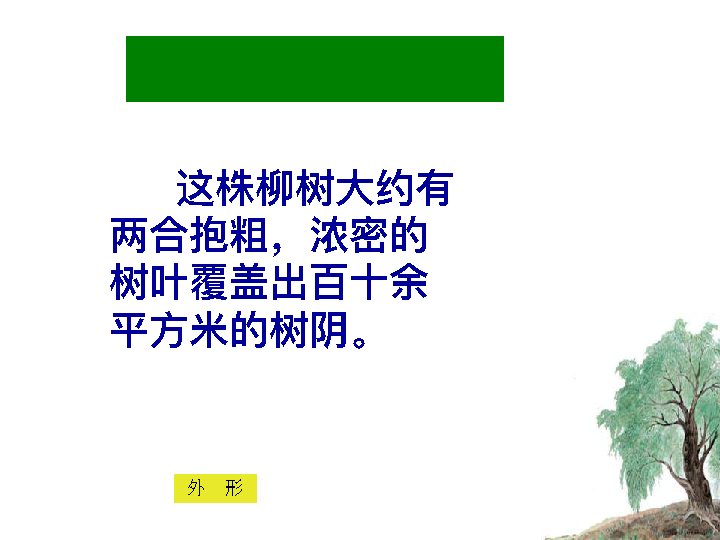 这株柳树大约有
两合抱粗，浓密的
树叶覆盖出百十余
平方米的树阴。
外 形